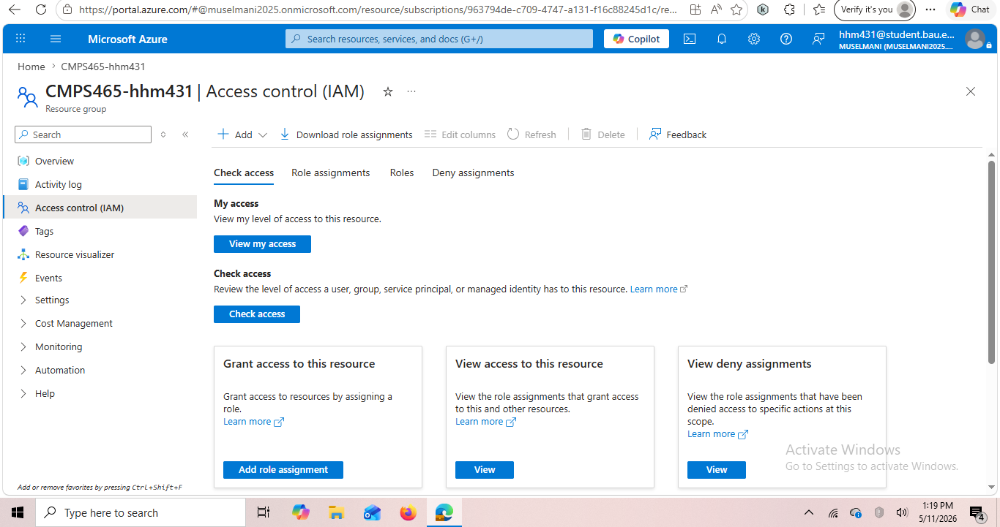 https://portal.azure.com/#@muselmani2025.onmicrosoft.com/resource/subscriptions/963794de-c709-4747-a131-f16c88245d1c/re...
Verify it's you
Chat
Microsoft Azure
Search resources, services, and docs (G+/)
Copilot
hhm431@student.bau.e...
MUSELMANI (MUSELMANI2025....
Home > CMPS465-hhm431
CMPS465-hhm431 | Access control (IAM)
Resource group
Search
Add
Download role assignments
Edit columns
Refresh
Delete
Feedback
Overview
Activity log
Access control (IAM)
Tags
Resource visualizer
Events
Settings
Cost Management
Monitoring
Automation
Help
Add or remove favorites by pressing Ctrl+Shift+F
Check access
Role assignments
Roles
Deny assignments
My access
View my level of access to this resource.
View my access
Check access
Review the level of access a user, group, service principal, or managed identity has to this resource. Learn more
Check access
Grant access to this resource
Grant access to resources by assigning a
role.
Learn more
Add role assignment
View access to this resource
View the role assignments that grant access
to this and other resources.
Learn more
View
View deny assignments
View the role assignments that have been
denied access to specific actions at this
scope.
Learn more
View
Activate Windows
Go to Settings to activate Windows.
Type here to search
1:19 PM
5/11/2026
4